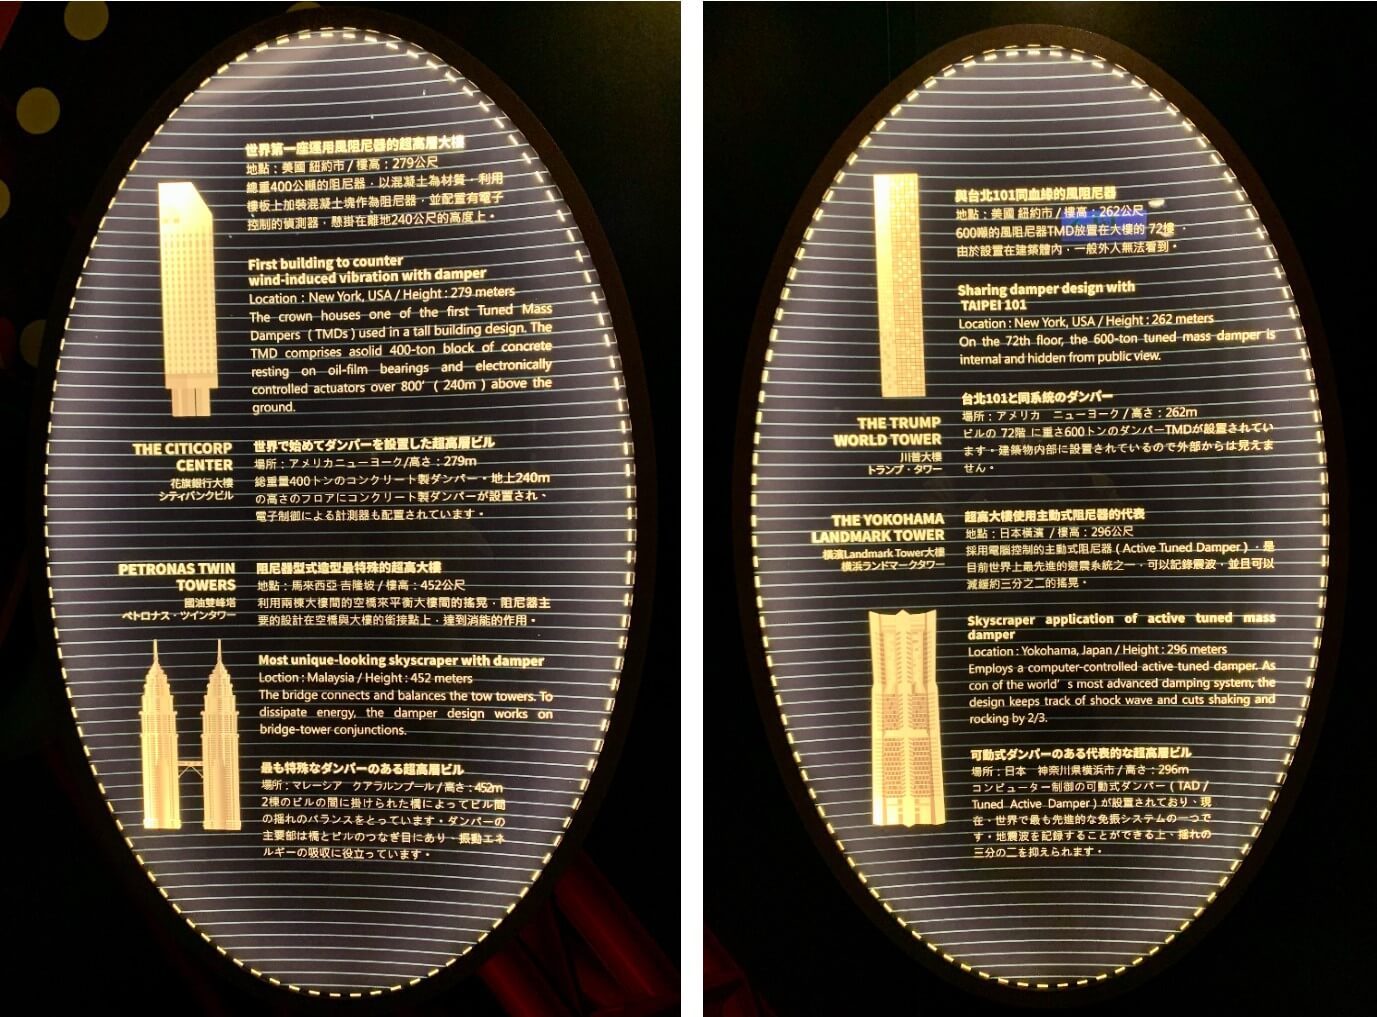 世界第一座運用風阻尼器的超高層大樓
地點：美國 紐約市 / 樓高：279公尺
總重400公噸的阻尼器，以混凝土為材質，利用
樓板上加裝混凝土塊作為阻尼器，並配置有電子
控制的偵測器，懸掛在離地240公尺的高度上。
First building to counter
wind-induced vibration with damper
Location : New York, USA / Height : 279 meters
The crown houses one of the first Tuned Mass
Dampers ( TMDs ) used in a tall building design. The
TMD comprises asolid 400-ton block of concrete
resting on oil-film bearings and electronically
controlled actuators over 800’ ( 240m ) above the
ground.
THE CITICORP
CENTER
花旗銀行大樓
シティバンクビル
世界で始めてダンパーを設置した超高層ビル
場所：アメリカニューヨーク/高さ：279m
総重量400トンのコンクリート製ダンパー。地上240m
の高さのフロアにコンクリート製ダンパーが設置され、
電子制御による計測器も配置されています。
PETRONAS TWIN
TOWERS
國油雙峰塔
ペトロナス・ツインタワー
阻尼器型式造型最特殊的超高大樓
地點：馬來西亞 吉隆坡 / 樓高：452公尺
利用兩棟大樓間的空橋來平衡大樓間的搖晃，阻尼器主
要的設計在空橋與大樓的銜接點上，達到消能的作用。
Most unique-looking skyscraper with damper
Loction : Malaysia / Height : 452 meters
The bridge connects and balances the tow towers. To
dissipate energy, the damper design works on
bridge-tower conjunctions.
最も特殊なダンパーのある超高層ビル
場所：マレーシア　クアラルンプール / 高さ：452m
2棟のビルの間に掛けられた橋によってビル間
の揺れのバランスをとっています。ダンパーの
主要部は橋とビルのつなぎ目にあり、振動エネ
ルギーの吸収に役立っています。
與台北101同血緣的風阻尼器
地點：美國 紐約市 / 樓高：262公尺
600噸的風阻尼器TMD放置在大樓的 72樓，
由於設置在建築體內，一般外人無法看到。
Sharing damper design with
TAIPEI 101
Location : New York, USA / Height : 262 meters
On the 72th floor, the 600-ton tuned mass damper is
internal and hidden from public view.
THE TRUMP
WORLD TOWER
川普大樓
トランプ・タワー
台北101と同系統のダンパー
場所：アメリカ　ニューヨーク / 高さ：262m
ビルの 72階 に重さ600トンのダンパーTMDが設置されてい
ます。建築物内部に設置されているので外部からは見えま
せん。
THE YOKOHAMA
LANDMARK TOWER
橫濱Landmark Tower大樓
横浜ランドマークタワー
超高大樓使用主動式阻尼器的代表
地點：日本橫濱 / 樓高：296公尺
採用電腦控制的主動式阻尼器 ( Active Tuned Damper )，是
目前世界上最先進的避震系統之一，可以記錄震波，並且可以
減緩約三分之二的搖晃。
Skyscraper application of active tuned mass
damper
Location : Yokohama, Japan / Height : 296 meters
Employs a computer-controlled active tuned damper. As
con of the world’s most advanced damping system, the
design keeps track of shock wave and cuts shaking and
rocking by 2/3.
可動式ダンパーのある代表的な超高層ビル
場所：日本　神奈川県横浜市 / 高さ：296m
コンピューター制御の可動式ダンパー ( TAD /
Tuned Active Damper ) が設置されており、現
在、世界で最も先進的な免振システムの一つで
す。地震波を記録することができる上、揺れの
三分の二を抑えられます。